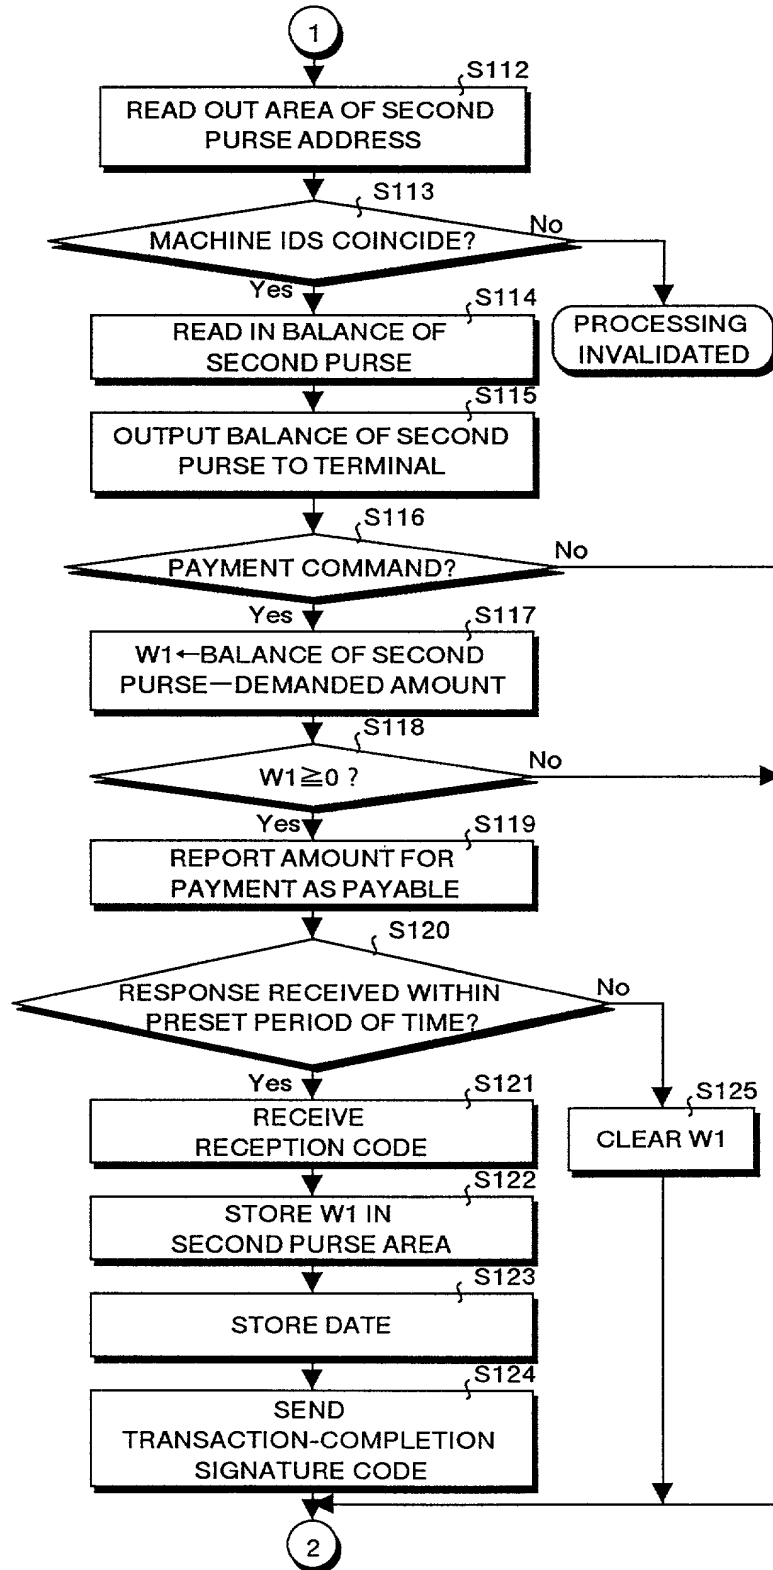 1
S112
READ OUT AREA OF SECOND
PURSE ADDRESS
S113
MACHINE IDS COINCIDE?
No
Yes
PROCESSING
INVALIDATED
S114
READ IN BALANCE OF
SECOND PURSE
S115
OUTPUT BALANCE OF SECOND
PURSE TO TERMINAL
S116
PAYMENT COMMAND?
No
Yes
S117
W1←BALANCE OF SECOND
PURSE—DEMANDED AMOUNT
S118
W1≧0 ?
No
Yes
S119
REPORT AMOUNT FOR
PAYMENT AS PAYABLE
S120
RESPONSE RECEIVED WITHIN
PRESET PERIOD OF TIME?
No
Yes
S121
RECEIVE
RECEPTION CODE
S125
CLEAR W1
S122
STORE W1 IN
SECOND PURSE AREA
S123
STORE DATE
S124
SEND
TRANSACTION-COMPLETION
SIGNATURE CODE
2